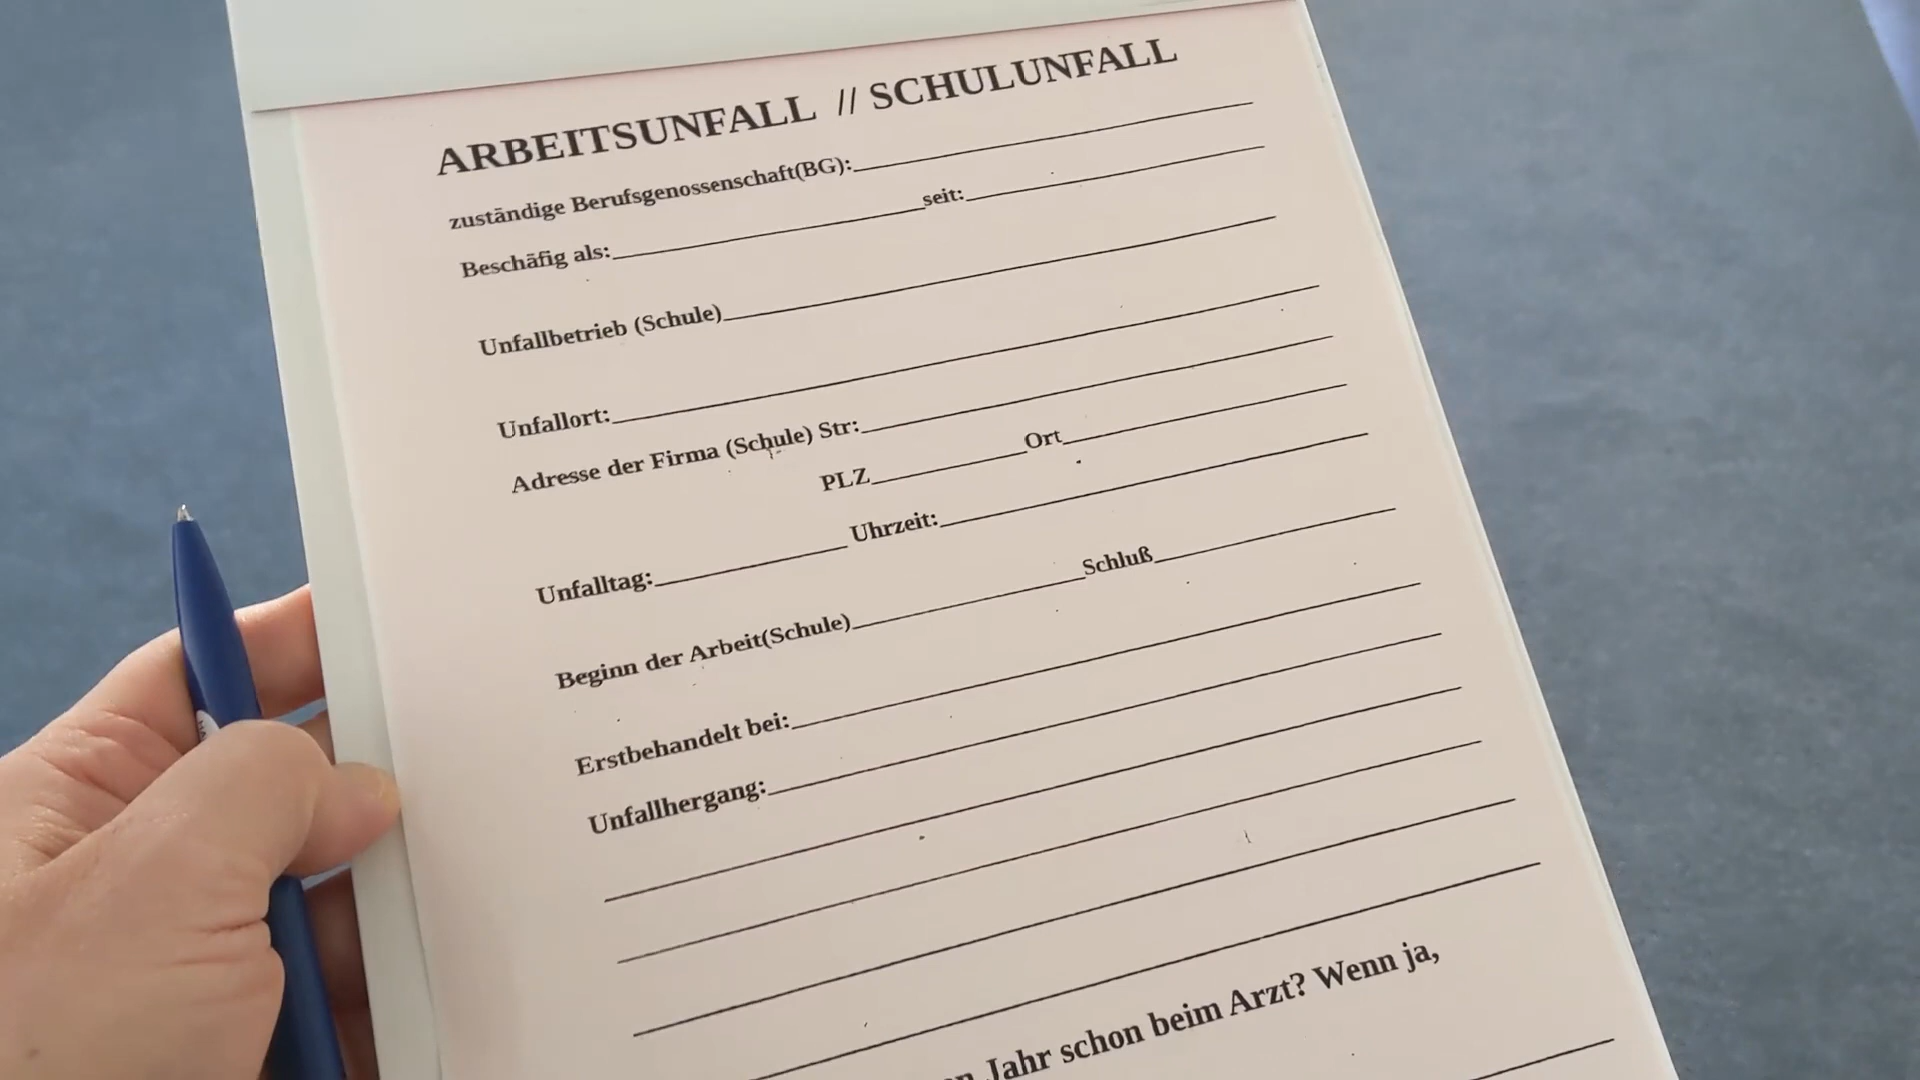 ARBEITSUNFALL // SCHULUNFALL
zuständige Berufsgenossenschaft(BG):
Beschäfig als: seit:
Unfallbetrieb (Schule)
Unfallort:
Adresse der Firma (Schule) Str:
PLZ Ort
Unfalltag: Uhrzeit:
Beginn der Arbeit(Schule) Schluß
Erstbehandelt bei:
Unfallhergang:
Jahr schon beim Arzt? Wenn ja,